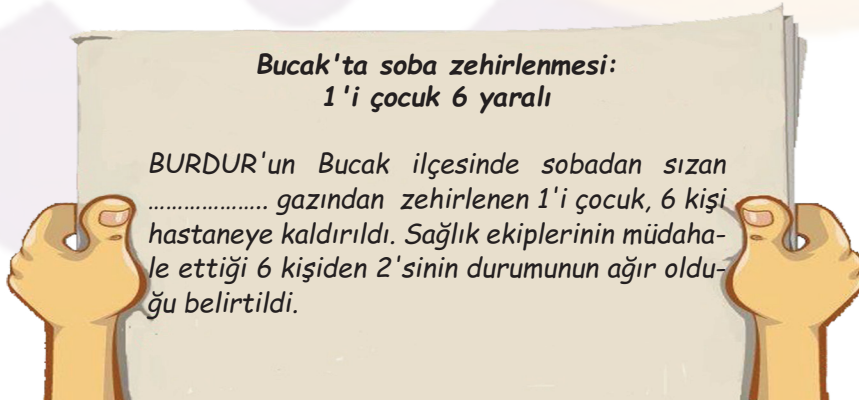 Bucak'ta soba zehirlenmesi:
1'i çocuk 6 yaralı
BURDUR'un Bucak ilçesinde sobadan sızan
……………….. gazından zehirlenen 1'i çocuk, 6 kişi
hastaneye kaldırıldı. Sağlık ekiplerinin müdaha-
le ettiği 6 kişiden 2'sinin durumunun ağır oldu-
ğu belirtildi.